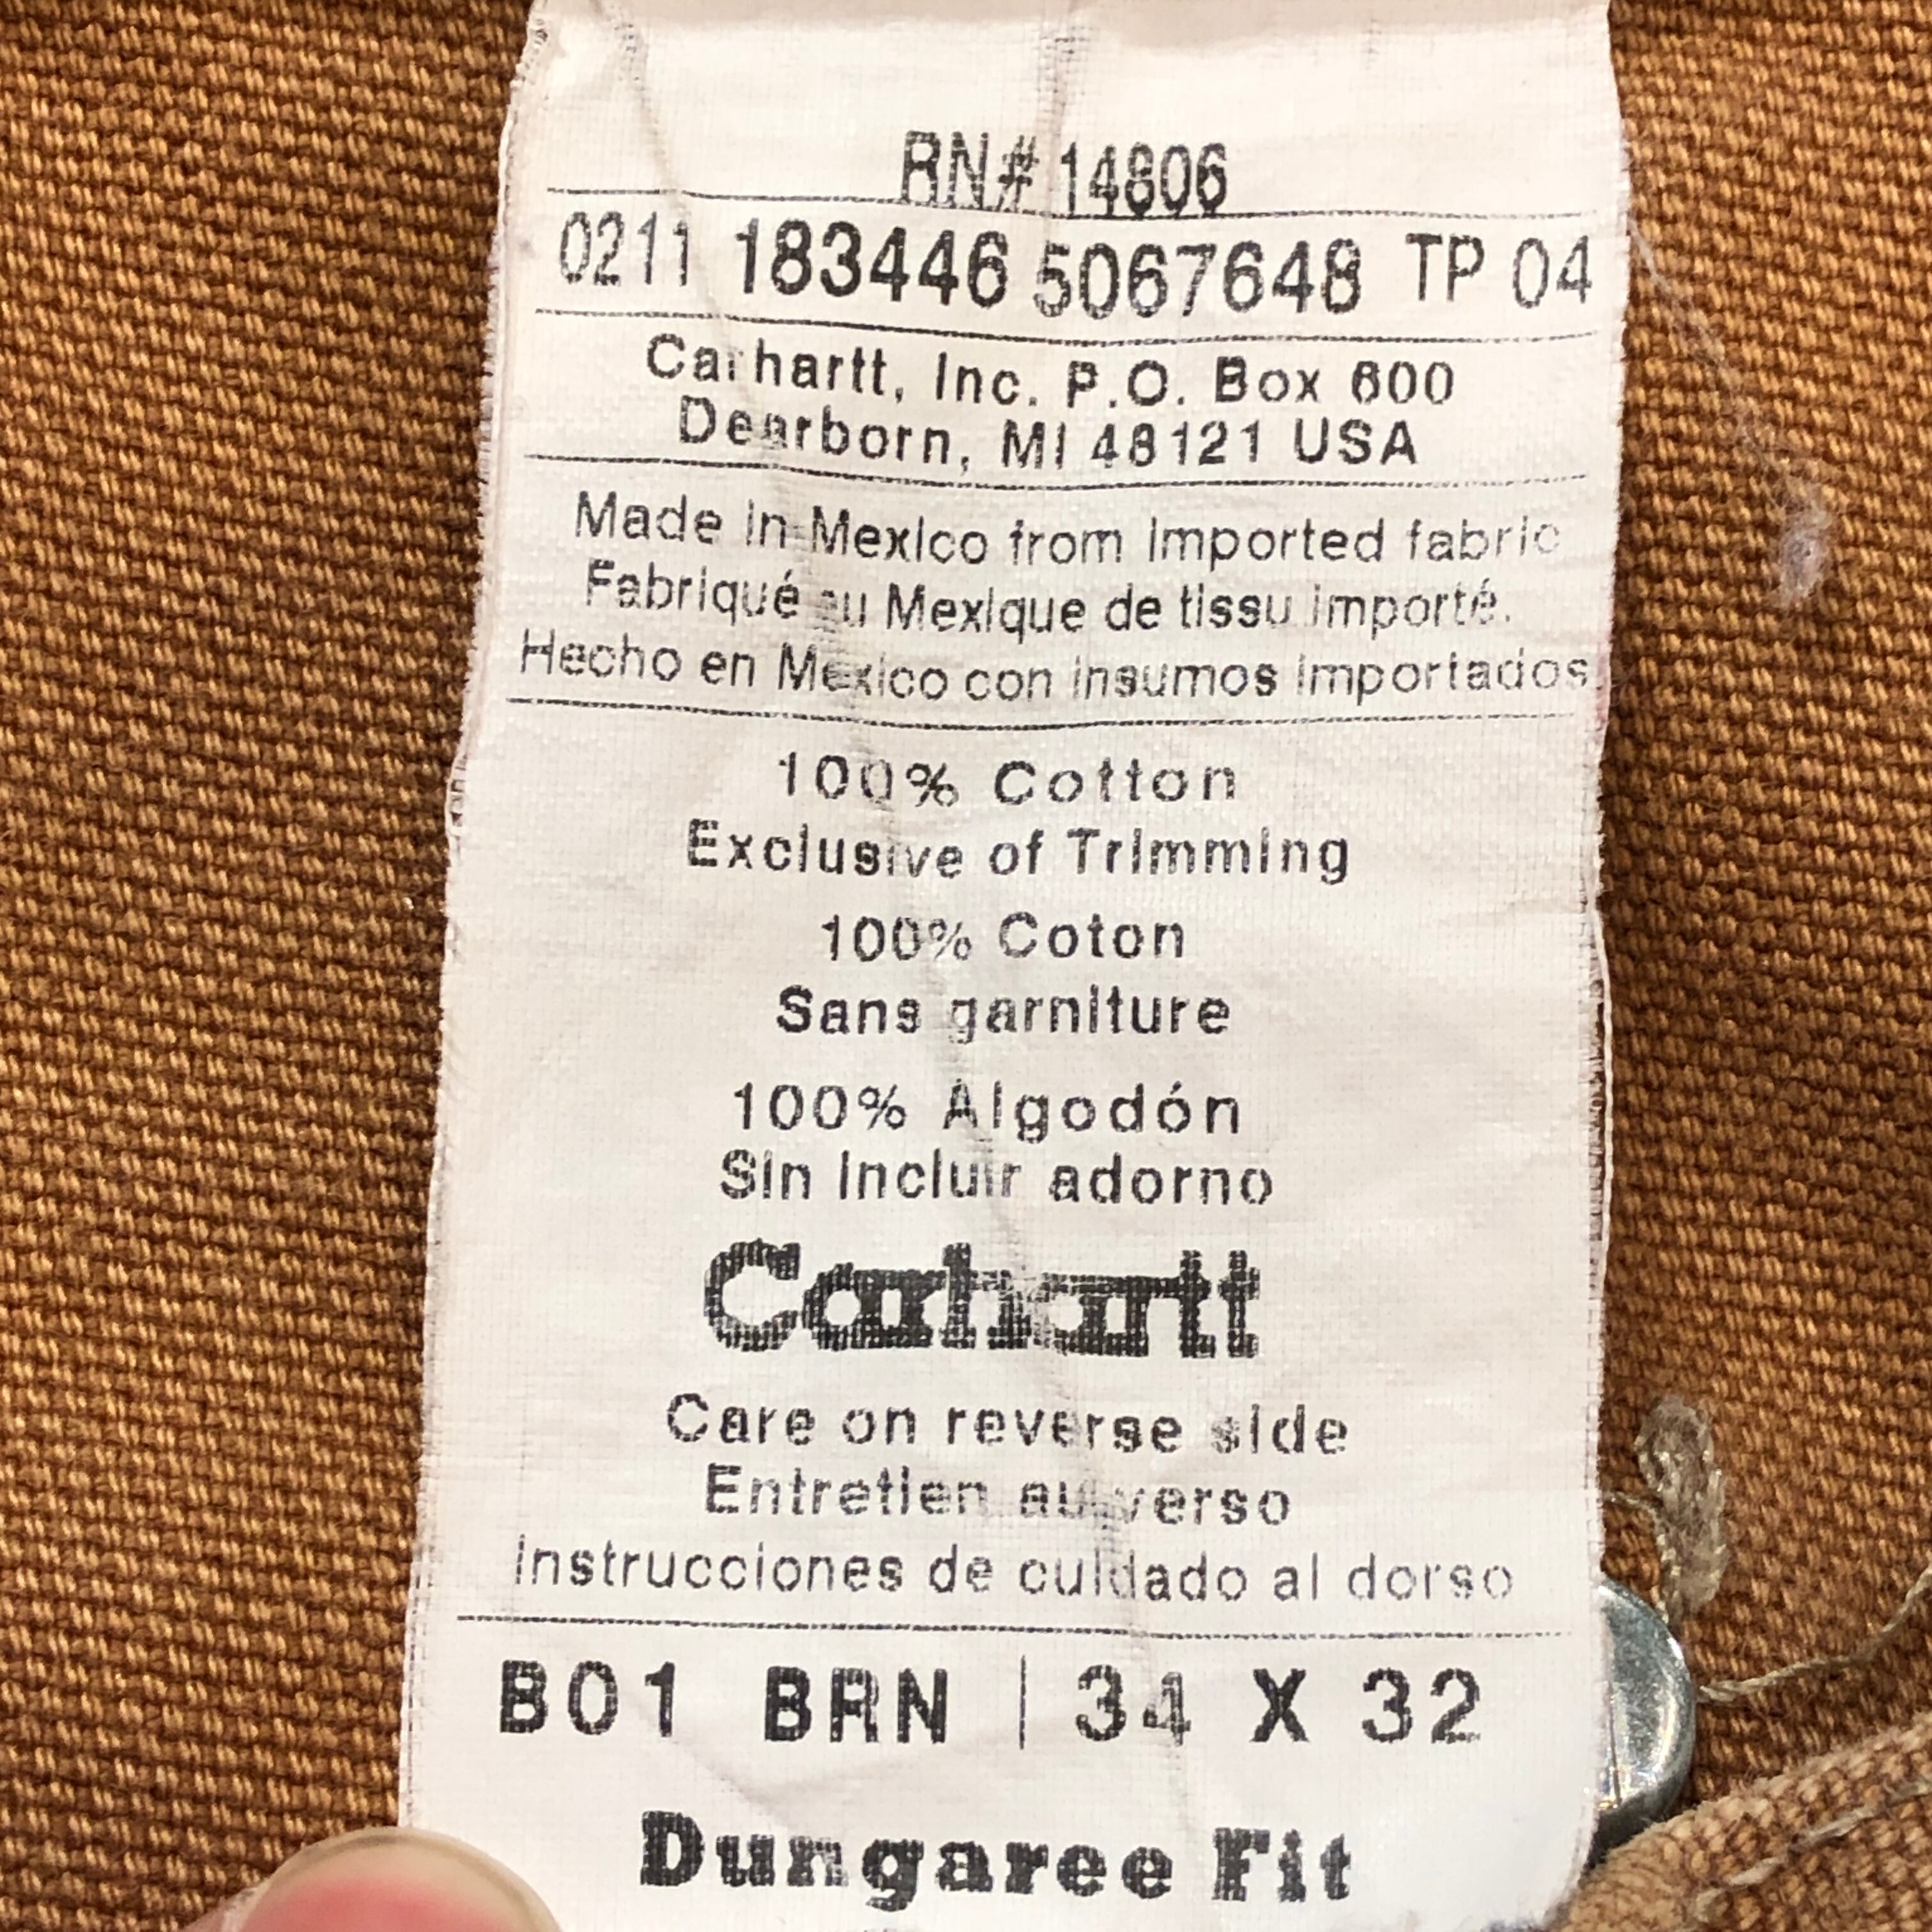 RN# 14806
0211 183446 5067648 TP 04
Carhartt, Inc. P.O. Box 600
Dearborn, MI 48121 USA
Made in Mexico from imported fabric
Fabriqué au Mexique de tissu importé.
Hecho en Mexico con insumos importados
100% Cotton
Exclusive of Trimming
100% Coton
Sans garniture
100% Algodón
Sin incluir adorno
Carhartt
Care on reverse side
Entretien au verso
Instrucciones de cuidado al dorso
B01 BRN | 34 X 32
Dungaree Fit